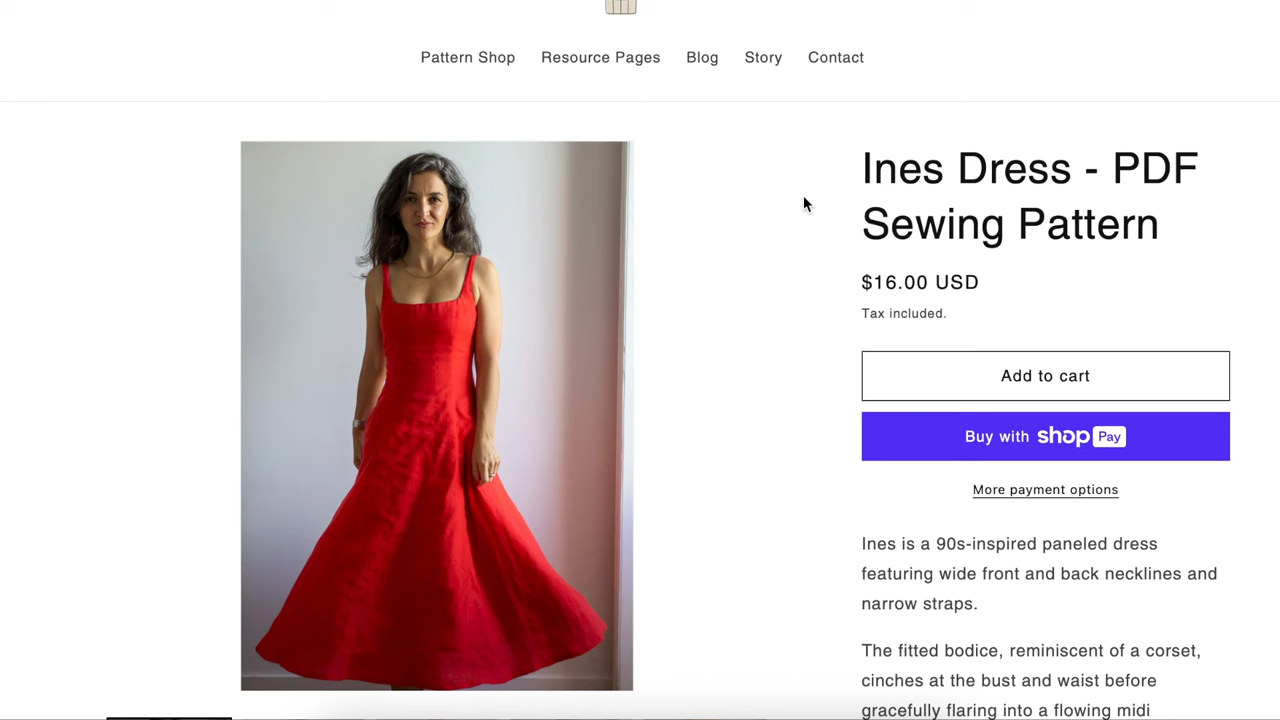 Pattern Shop Resource Pages Blog Story Contact
Ines Dress - PDF
Sewing Pattern
$16.00 USD
Tax included.
Add to cart
Buy with shop Pay
More payment options
Ines is a 90s-inspired paneled dress
featuring wide front and back necklines and
narrow straps.
The fitted bodice, reminiscent of a corset,
cinches at the bust and waist before
gracefully flaring into a flowing midi